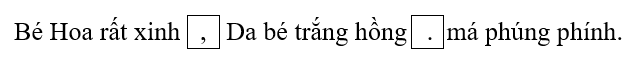 Bé Hoa rất xinh , Da bé trắng hồng . má phúng phính.